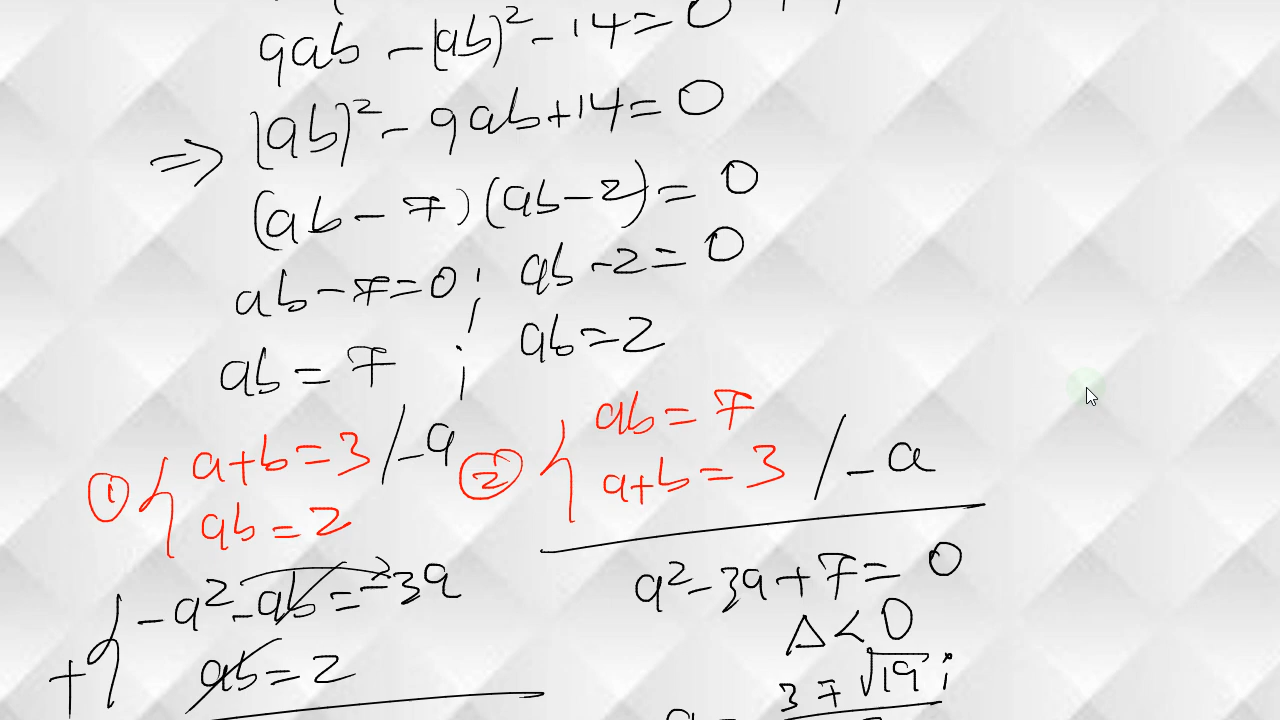 9ab - (ab)² - 14 = 0
⇒ (ab)² - 9ab + 14 = 0
(ab - 7)(ab - 2) = 0
ab - 7 = 0 ; ab - 2 = 0
ab = 7 ; ab = 2
① { a+b = 3 / -a
ab = 2
② { ab = 7
a+b = 3 / -a
+ { -a² - ab = -3a
ab = 2
a² - 3a + 7 = 0
Δ < 0
3 ∓ √19 i